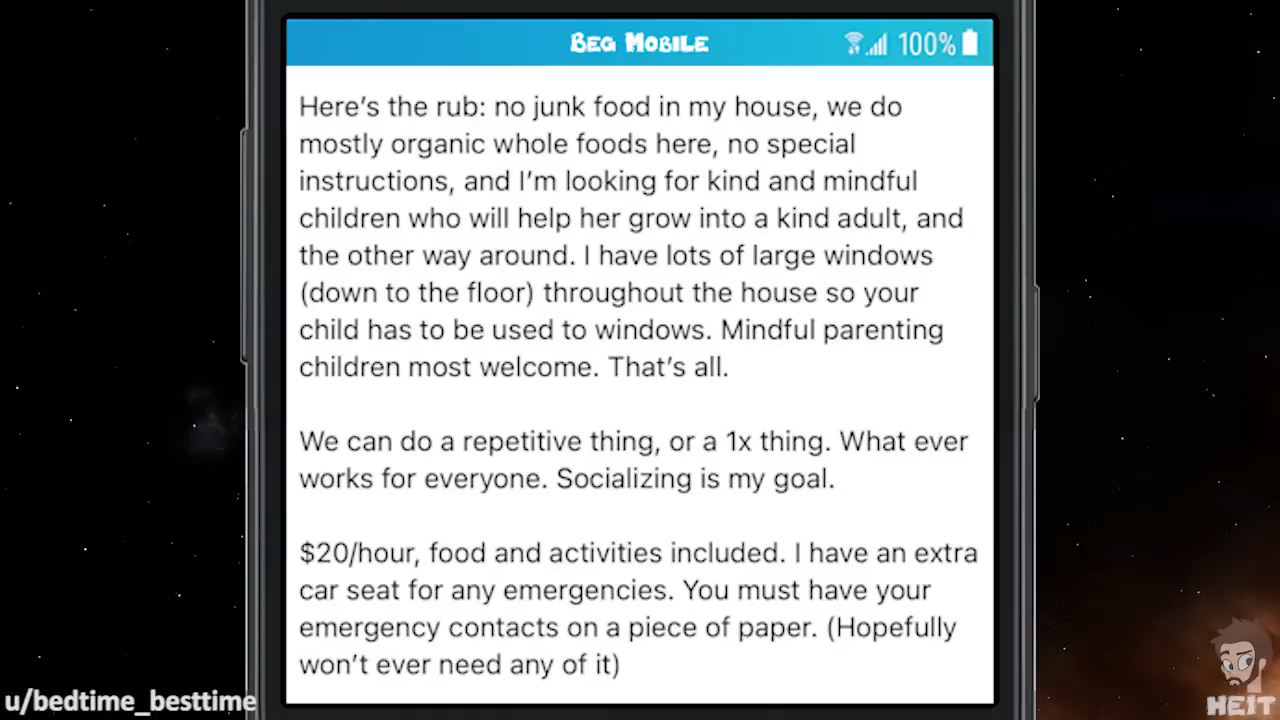 Beg Mobile
100%
Here's the rub: no junk food in my house, we do
mostly organic whole foods here, no special
instructions, and I'm looking for kind and mindful
children who will help her grow into a kind adult, and
the other way around. I have lots of large windows
(down to the floor) throughout the house so your
child has to be used to windows. Mindful parenting
children most welcome. That's all.
We can do a repetitive thing, or a 1x thing. What ever
works for everyone. Socializing is my goal.
$20/hour, food and activities included. I have an extra
car seat for any emergencies. You must have your
emergency contacts on a piece of paper. (Hopefully
won't ever need any of it)
u/bedtime_besttime
HEIT